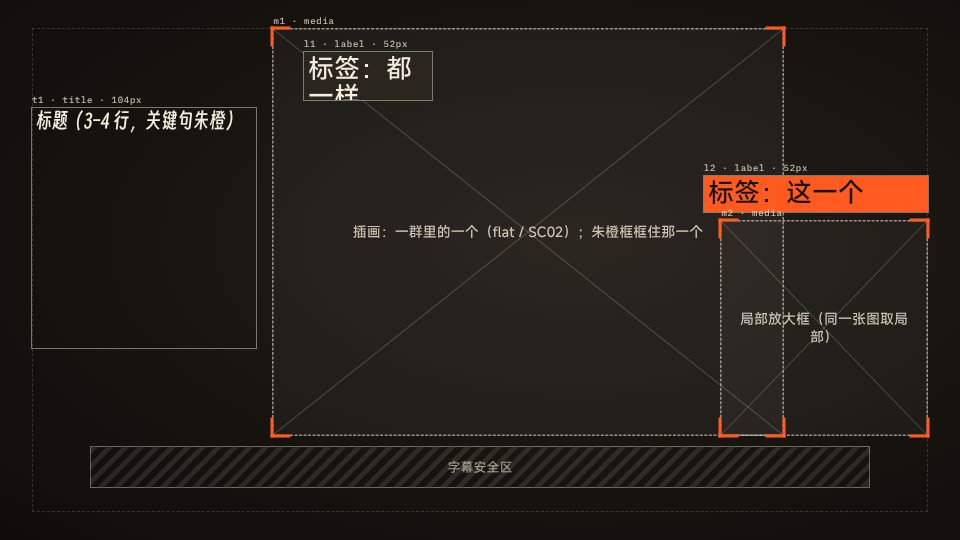 m1 · media
l1 · label · 52px
标签：都
一样
t1 · title · 104px
标题（3–4 行，关键句朱橙）
l2 · label · 52px
标签：这一个
m2 · media
插画：一群里的一个（flat / SC02）；朱橙框框住那一个
局部放大框（同一张图取局
部）
字幕安全区